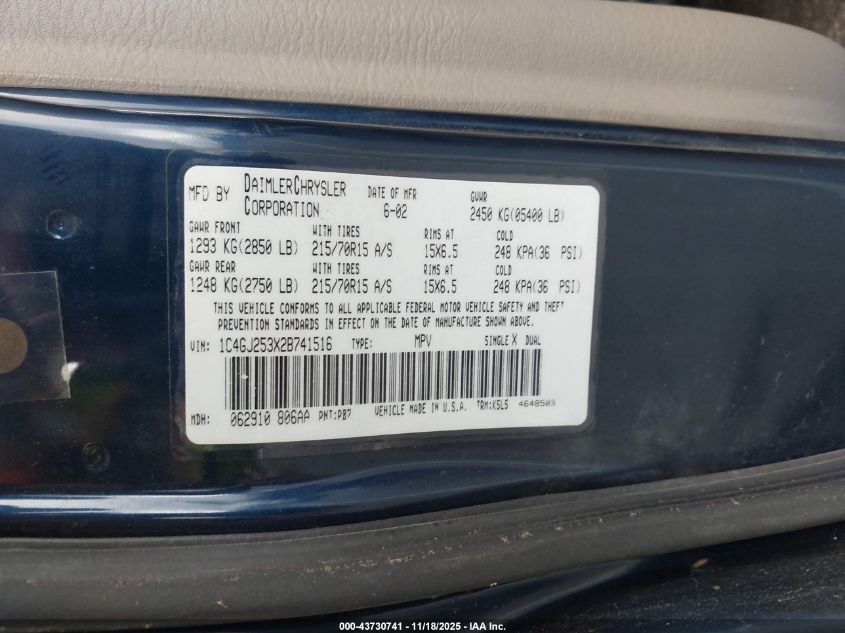 MFD BY DAIMLERCHRYSLER CORPORATION DATE OF MFR 6-02 GVWR 2450 KG(05400 LB)
GAWR FRONT WITH TIRES RIMS AT COLD
1293 KG(2850 LB) 215/70R15 A/S 15X6.5 248 KPA(36 PSI)
GAWR REAR WITH TIRES RIMS AT COLD
1248 KG(2750 LB) 215/70R15 A/S 15X6.5 248 KPA(36 PSI)
THIS VEHICLE CONFORMS TO ALL APPLICABLE FEDERAL MOTOR VEHICLE SAFETY AND THEFT
PREVENTION STANDARDS IN EFFECT ON THE DATE OF MANUFACTURE SHOWN ABOVE.
VIN: 1C4GJ253X2B741516 TYPE: MPV SINGLE X DUAL
MDH: 062910 806AA PNT:PB7 VEHICLE MADE IN U.S.A. TRM:K5L5 4648503
000-43730741 - 11/18/2025 - IAA Inc.